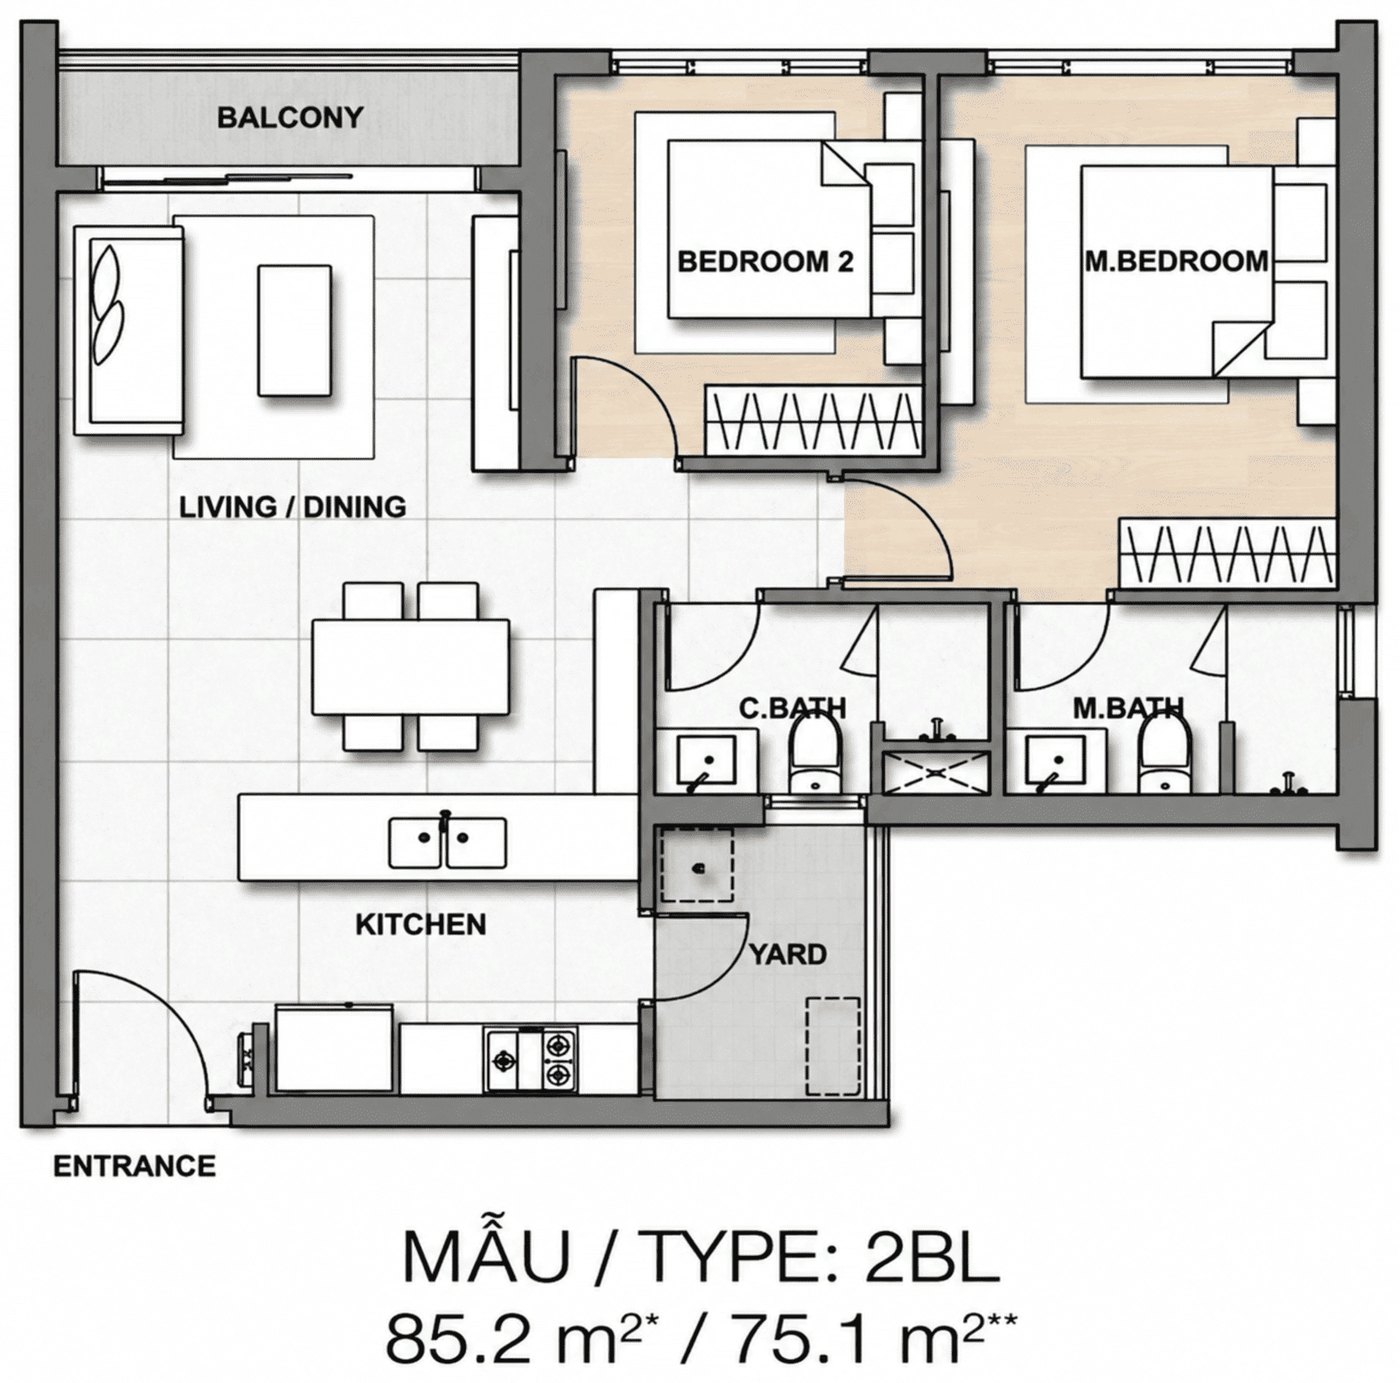 BALCONY
BEDROOM 2
M.BEDROOM
LIVING / DINING
C.BATH
M.BATH
KITCHEN
YARD
ENTRANCE
MẪU / TYPE: 2BL
85.2 m²* / 75.1 m²**